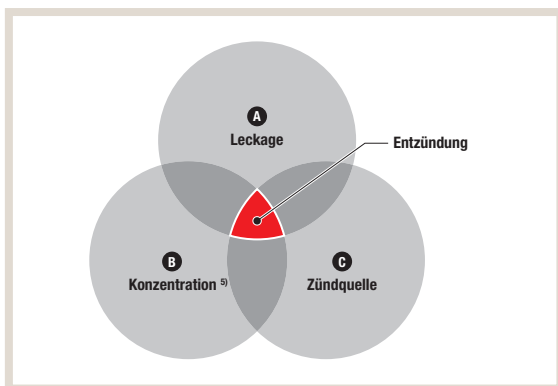 A
Leckage
Entzündung
B
Konzentration 5)
C
Zündquelle